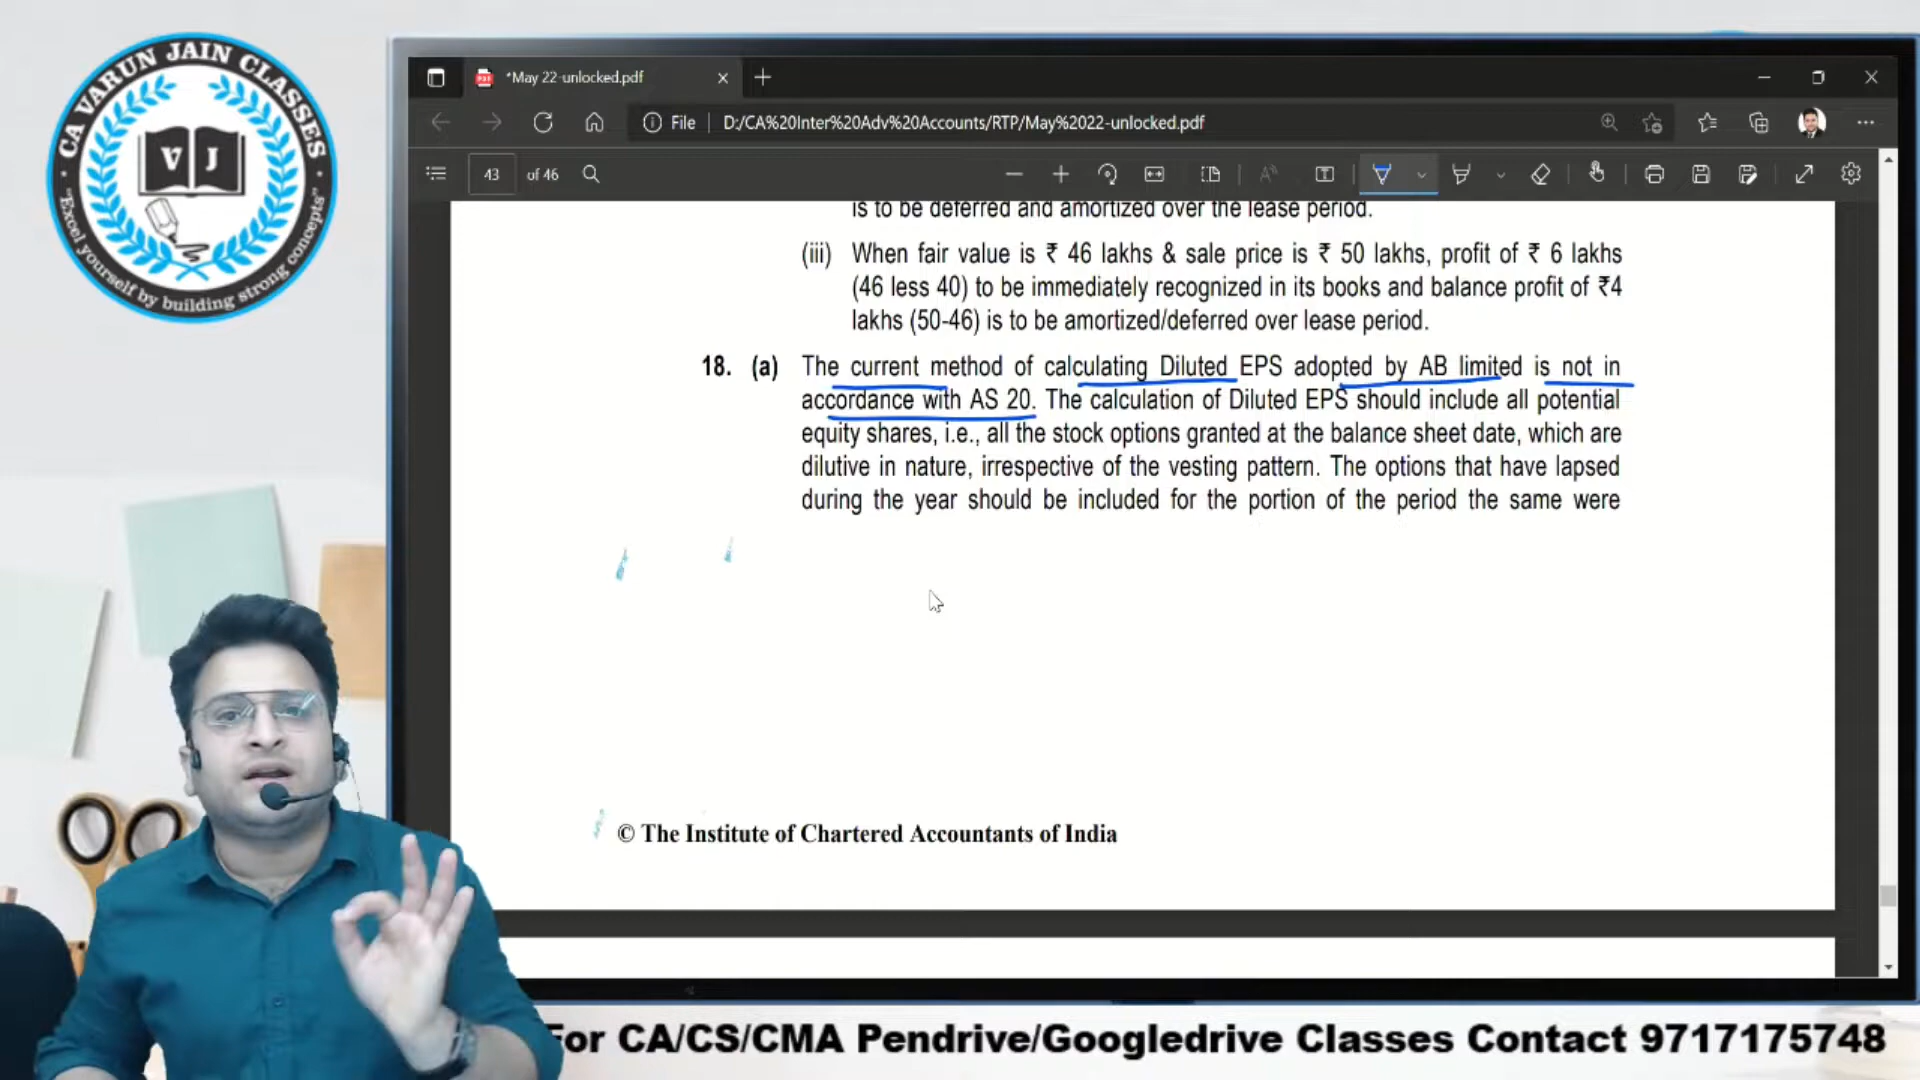 CA VARUN JAIN CLASSES
V J
"Excel yourself by building strong concepts"
*May 22-unlocked.pdf
File D:/CA%20Inter%20Adv%20Accounts/RTP/May%2022-unlocked.pdf
43 of 46
is to be deferred and amortized over the lease period.
(iii) When fair value is ₹ 46 lakhs & sale price is ₹ 50 lakhs, profit of ₹ 6 lakhs
(46 less 40) to be immediately recognized in its books and balance profit of ₹4
lakhs (50-46) is to be amortized/deferred over lease period.
18. (a) The current method of calculating Diluted EPS adopted by AB limited is not in
accordance with AS 20. The calculation of Diluted EPS should include all potential
equity shares, i.e., all the stock options granted at the balance sheet date, which are
dilutive in nature, irrespective of the vesting pattern. The options that have lapsed
during the year should be included for the portion of the period the same were
© The Institute of Chartered Accountants of India
For CA/CS/CMA Pendrive/Googledrive Classes Contact 9717175748